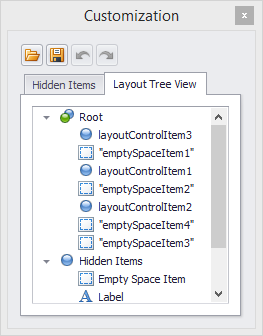 Customization
Hidden Items Layout Tree View
Root
layoutControlItem3
"emptySpaceItem1"
layoutControlItem1
"emptySpaceItem2"
layoutControlItem2
"emptySpaceItem4"
"emptySpaceItem3"
Hidden Items
Empty Space Item
A Label